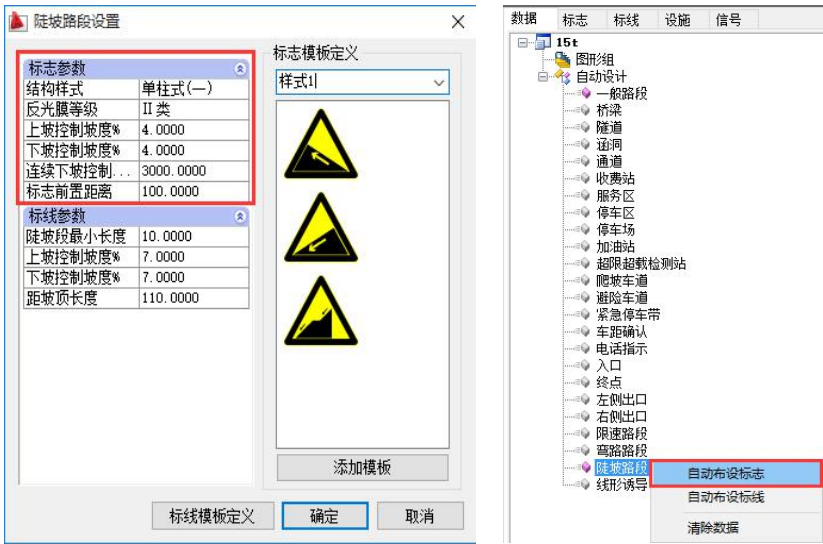 陡坡路段设置
标志参数
结构样式 单柱式(一)
反光膜等级 II 类
上坡控制坡度% 4.0000
下坡控制坡度% 4.0000
连续下坡控制... 3000.0000
标志前置距离 100.0000
标线参数
陡坡段最小长度 10.0000
上坡控制坡度% 7.0000
下坡控制坡度% 7.0000
距坡顶长度 110.0000
标志模板定义
样式1
添加模板
标线模板定义 确定 取消
数据 标志 标线 设施 信号
15t
图形组
自动设计
一般路段
桥梁
隧道
涵洞
通道
收费站
服务区
停车区
停车场
加油站
超限超载检测站
爬坡车道
避险车道
紧急停车带
车距确认
电话指示
入口
终点
左侧出口
右侧出口
限速路段
弯路路段
陡坡路段
线形诱导
自动布设标志
自动布设标线
清除数据